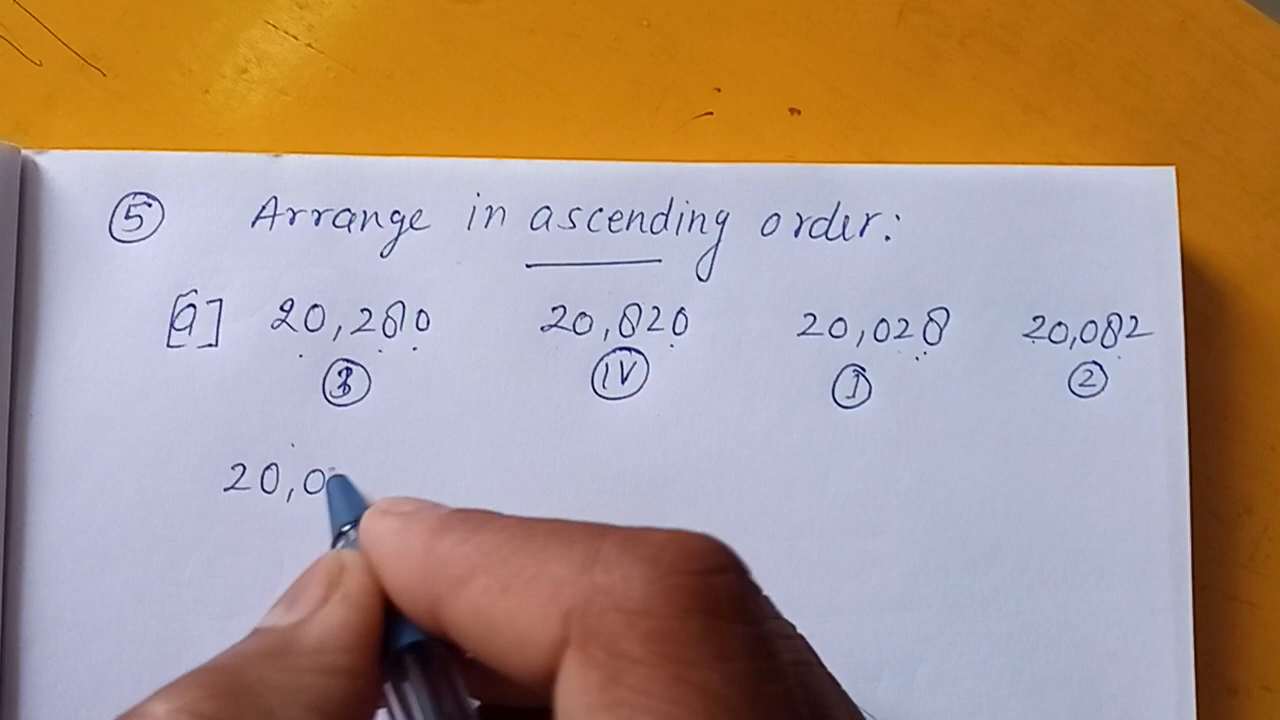 5 Arrange in ascending order:
[a] 20,280 20,820 20,028 20,082
3 IV 1 2
20,0